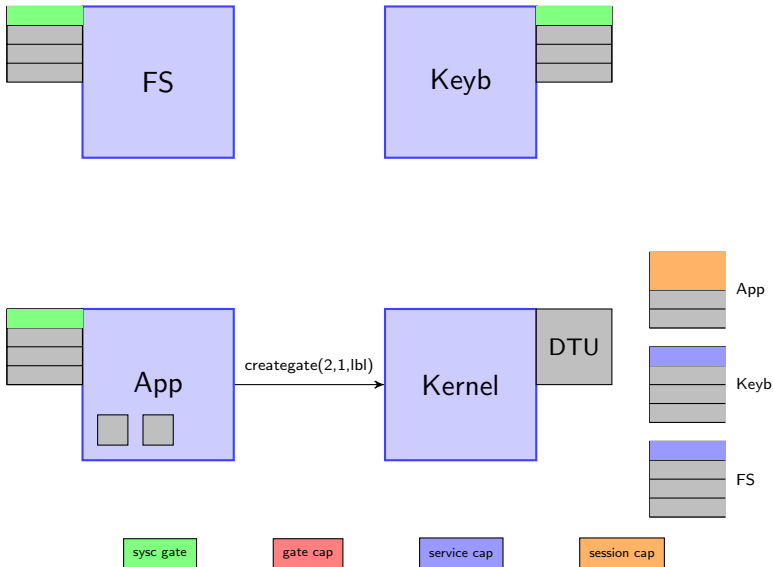 FS
Keyb
App
creategate(2,1,lbl)
Kernel
DTU
App
Keyb
FS
sysc gate
gate cap
service cap
session cap